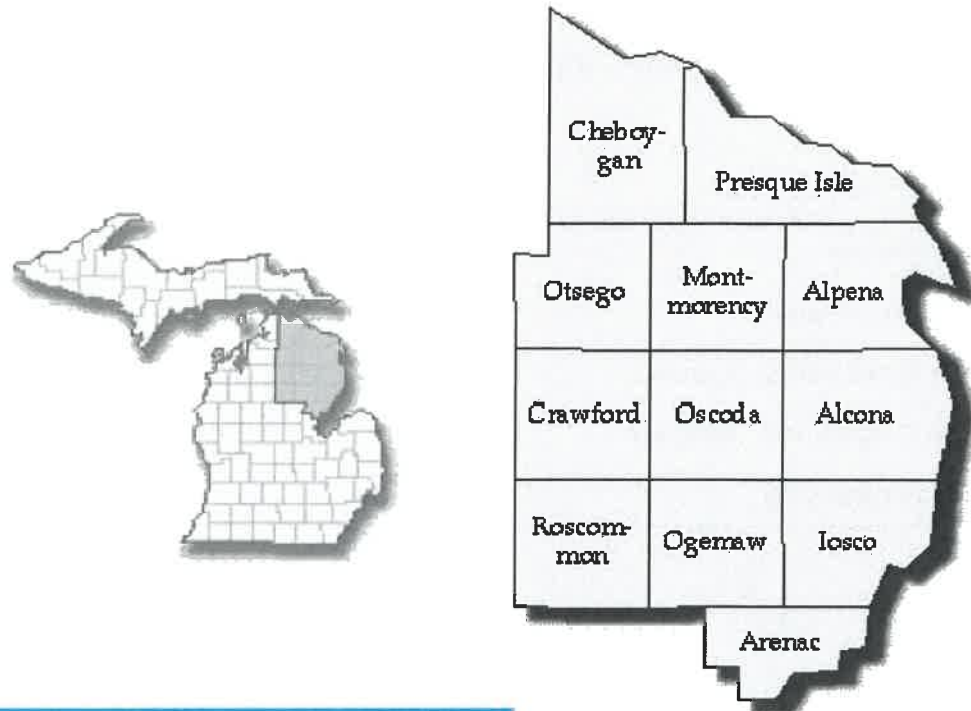 Cheboy-
gan
Presque Isle
Otsego
Mont-
morency
Alpena
Crawford
Oscoda
Alcona
Roscom-
mon
Ogemaw
Iosco
Arenac